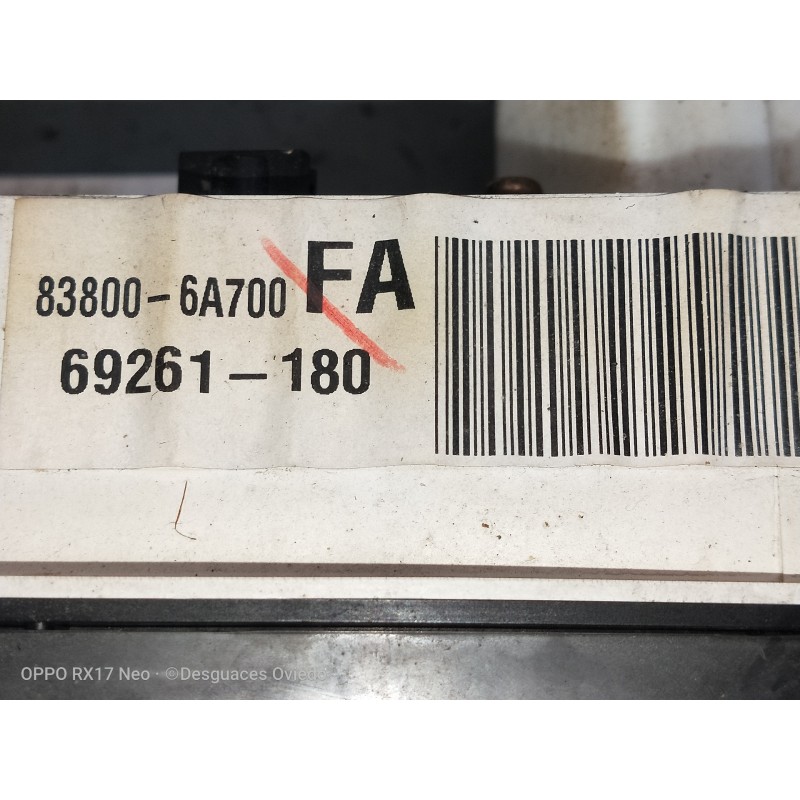 83800-6A700 FA
69261-180
OPPO RX17 Neo · ©Desguaces Oviedo